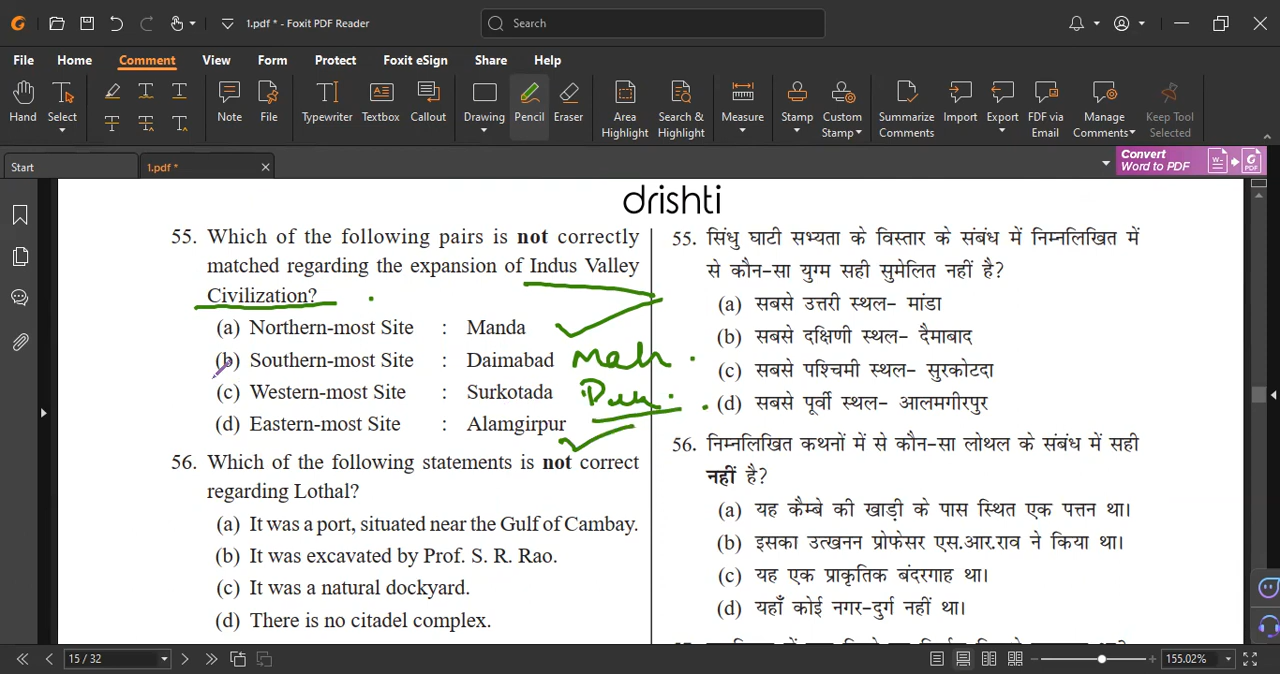 1.pdf * - Foxit PDF Reader
Search
File Home Comment View Form Protect Foxit eSign Share Help
Hand Select Note File Typewriter Textbox Callout Drawing Pencil Eraser Area Highlight Search & Highlight Measure Stamp Custom Stamp Summarize Comments Import Export FDF via Email Manage Comments Keep Tool Selected
Start 1.pdf *
Convert Word to PDF
drishti
55. Which of the following pairs is not correctly
matched regarding the expansion of Indus Valley
Civilization?
(a) Northern-most Site : Manda
(b) Southern-most Site : Daimabad Mah
(c) Western-most Site : Surkotada
(d) Eastern-most Site : Alamgirpur
56. Which of the following statements is not correct
regarding Lothal?
(a) It was a port, situated near the Gulf of Cambay.
(b) It was excavated by Prof. S. R. Rao.
(c) It was a natural dockyard.
(d) There is no citadel complex.
55. सिंधु घाटी सभ्यता के विस्तार के संबंध में निम्नलिखित में
से कौन-सा युग्म सही सुमेलित नहीं है?
(a) सबसे उत्तरी स्थल- मांडा
(b) सबसे दक्षिणी स्थल- दैमाबाद
(c) सबसे पश्चिमी स्थल- सुरकोटदा
(d) सबसे पूर्वी स्थल- आलमगीरपुर
56. निम्नलिखित कथनों में से कौन-सा लोथल के संबंध में सही
नहीं है?
(a) यह कैम्बे की खाड़ी के पास स्थित एक पत्तन था।
(b) इसका उत्खनन प्रोफेसर एस.आर.राव ने किया था।
(c) यह एक प्राकृतिक बंदरगाह था।
(d) यहाँ कोई नगर-दुर्ग नहीं था।
15 / 32
155.02%